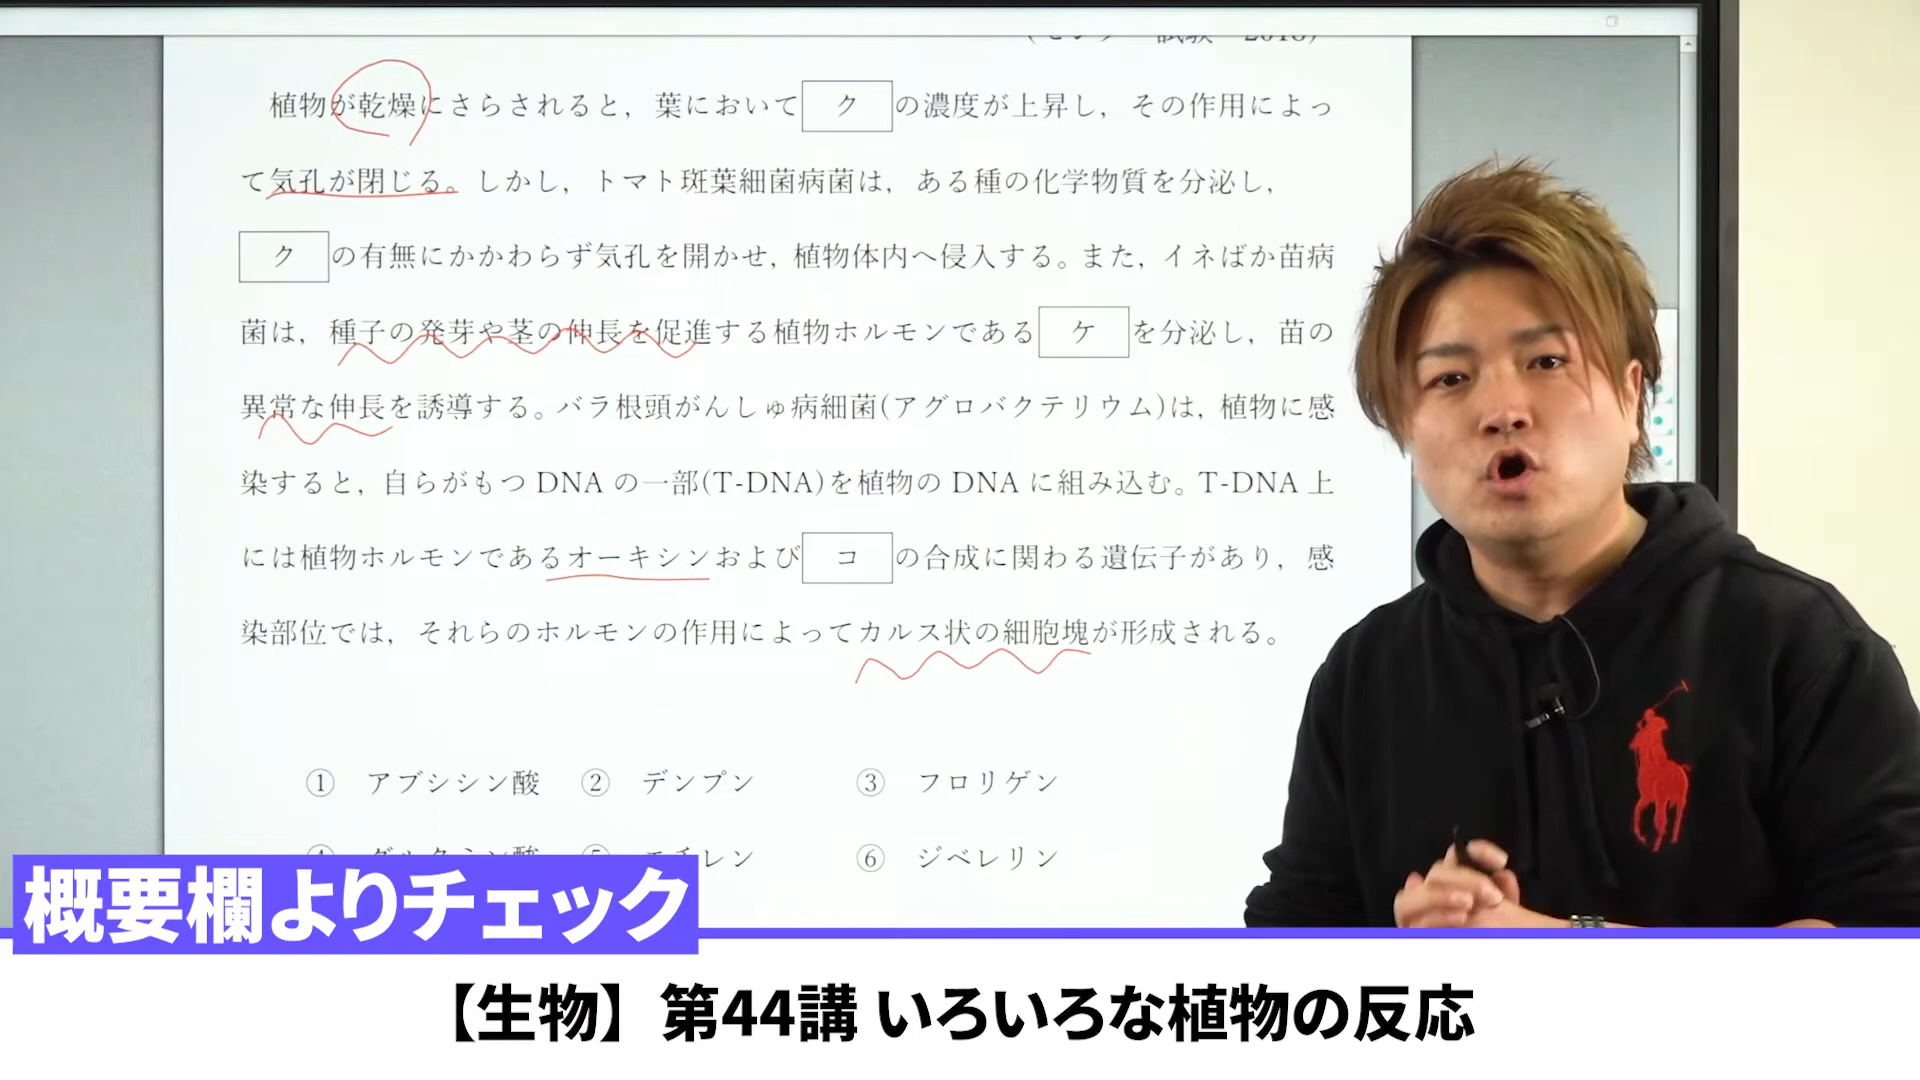 植物が乾燥にさらされると，葉においてクの濃度が上昇し，その作用によっ
て気孔が閉じる。しかし，トマト斑葉細菌病菌は，ある種の化学物質を分泌し，
クの有無にかかわらず気孔を開かせ，植物体内へ侵入する。また，イネばか苗病
菌は，種子の発芽や茎の伸長を促進する植物ホルモンであるケを分泌し，苗の
異常な伸長を誘導する。バラ根頭がんしゅ病細菌(アグロバクテリウム)は，植物に感
染すると，自らがもつ DNA の一部(T-DNA)を植物の DNA に組み込む。T-DNA 上
には植物ホルモンであるオーキシンおよびコの合成に関わる遺伝子があり，感
染部位では，それらのホルモンの作用によってカルス状の細胞塊が形成される。
① アブシシン酸 ② デンプン ③ フロリゲン
⑥ ジベレリン
概要欄よりチェック
【生物】第44講 いろいろな植物の反応